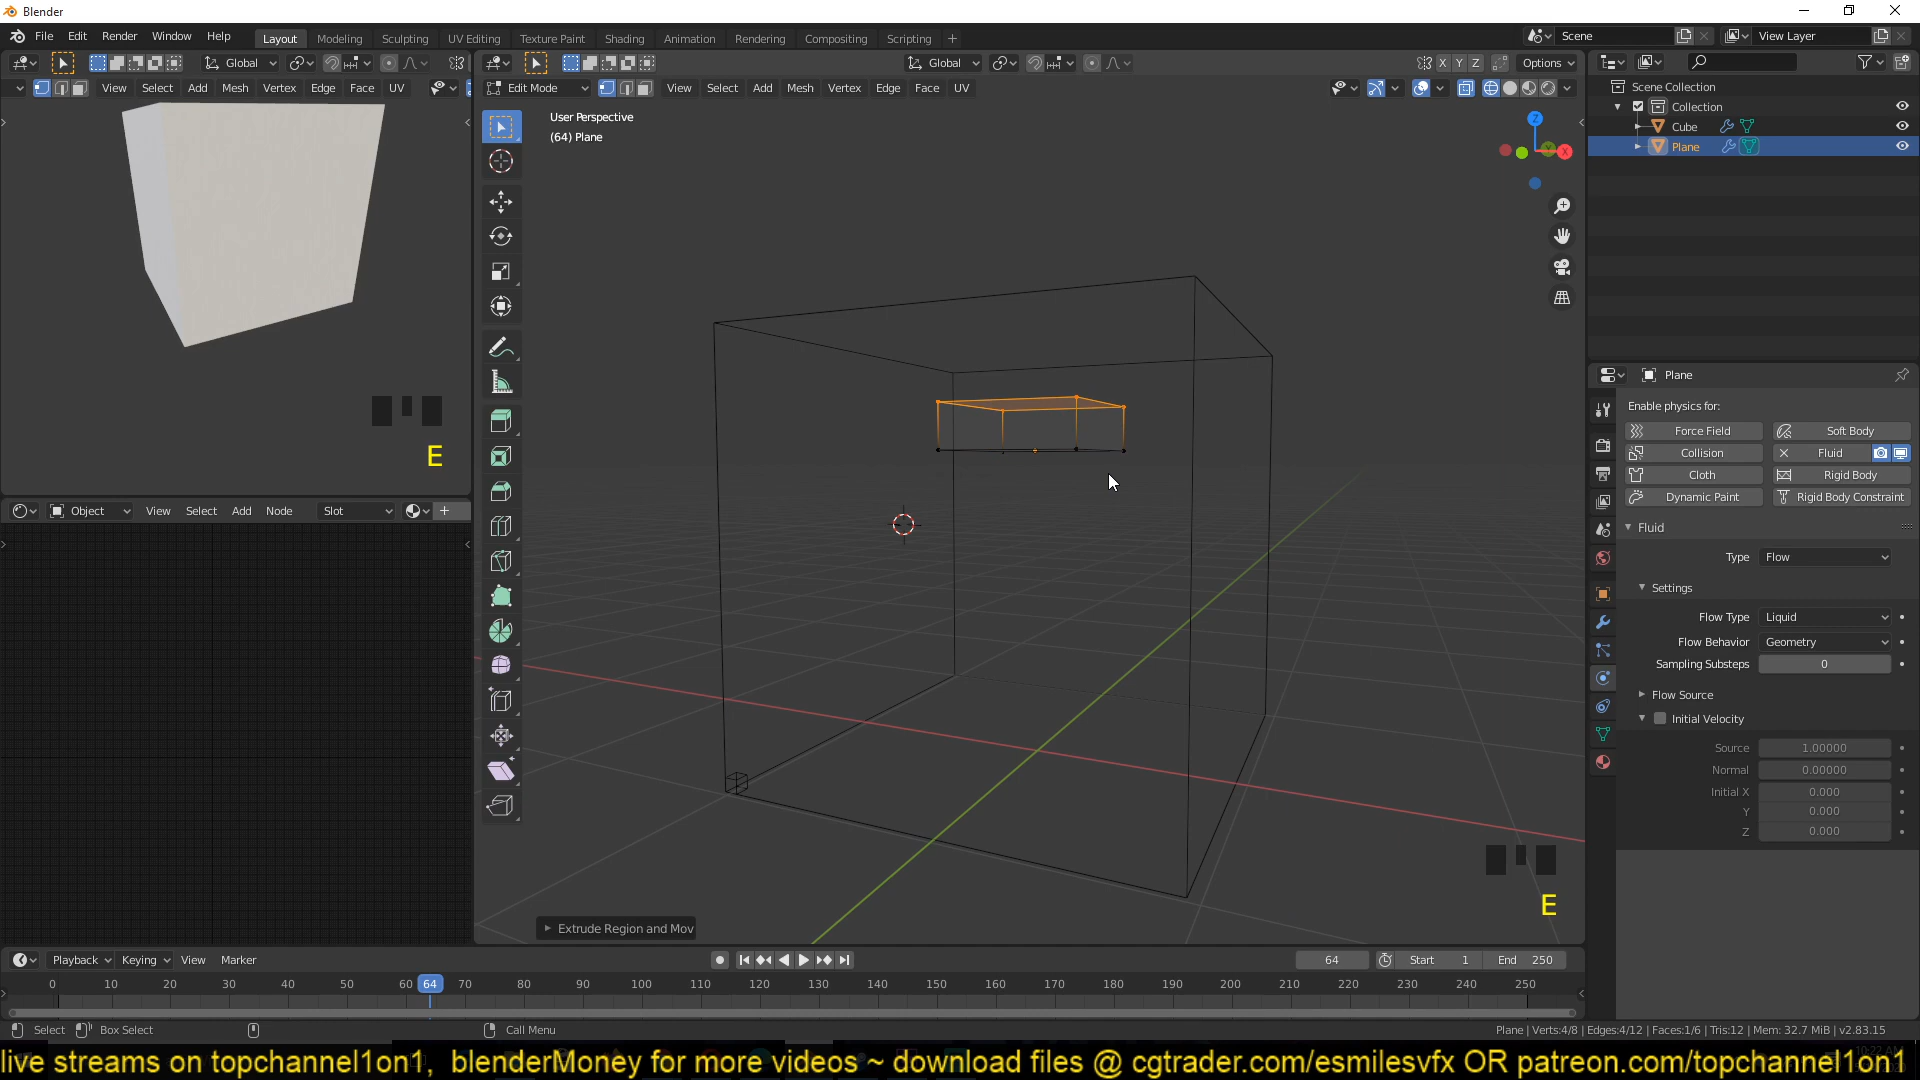 Blender
File Edit Render Window Help
Layout Modeling Sculpting UV Editing Texture Paint Shading Animation Rendering Compositing Scripting +
Scene
View Layer
Global
Global
X Y Z Options
View Select Add Mesh Vertex Edge Face UV
Edit Mode View Select Add Mesh Vertex Edge Face UV
User Perspective
(64) Plane
Z
X
Y
E
Object View Select Add Node Slot
E
Extrude Region and Mov
Scene Collection
Collection
Cube
Plane
Plane
Enable physics for:
Force Field Soft Body
Collision Fluid
Cloth Rigid Body
Dynamic Paint Rigid Body Constraint
Fluid
Type Flow
Settings
Flow Type Liquid
Flow Behavior Geometry
Sampling Substeps 0
Flow Source
Initial Velocity
Source 1.00000
Normal 0.00000
Initial X 0.000
Y 0.000
Z 0.000
Playback Keying View Marker
64 Start 1 End 250
0 10 20 30 40 50 60 64 70 80 90 100 110 120 130 140 150 160 170 180 190 200 210 220 230 240 250
Select Box Select Call Menu
Plane | Verts:4/8 | Edges:4/12 | Faces:1/6 | Tris:12 | Mem: 32.7 MiB | v2.83.15
live streams on topchannel1on1, blenderMoney for more videos ~ download files @ cgtrader.com/esmilesvfx OR patreon.com/topchannel1on1